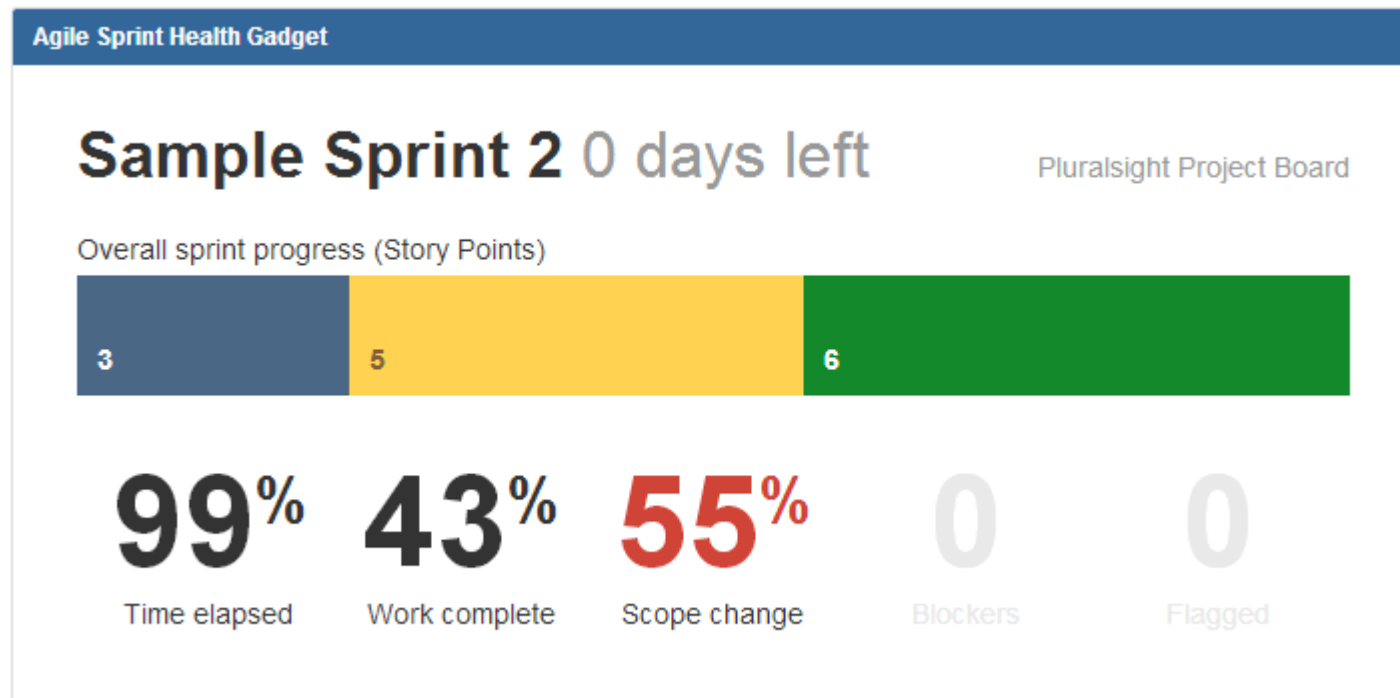 Agile Sprint Health Gadget
Sample Sprint 2 0 days left Pluralsight Project Board
Overall sprint progress (Story Points)
3 5 6
99% 43% 55% 0 0
Time elapsed Work complete Scope change Blockers Flagged